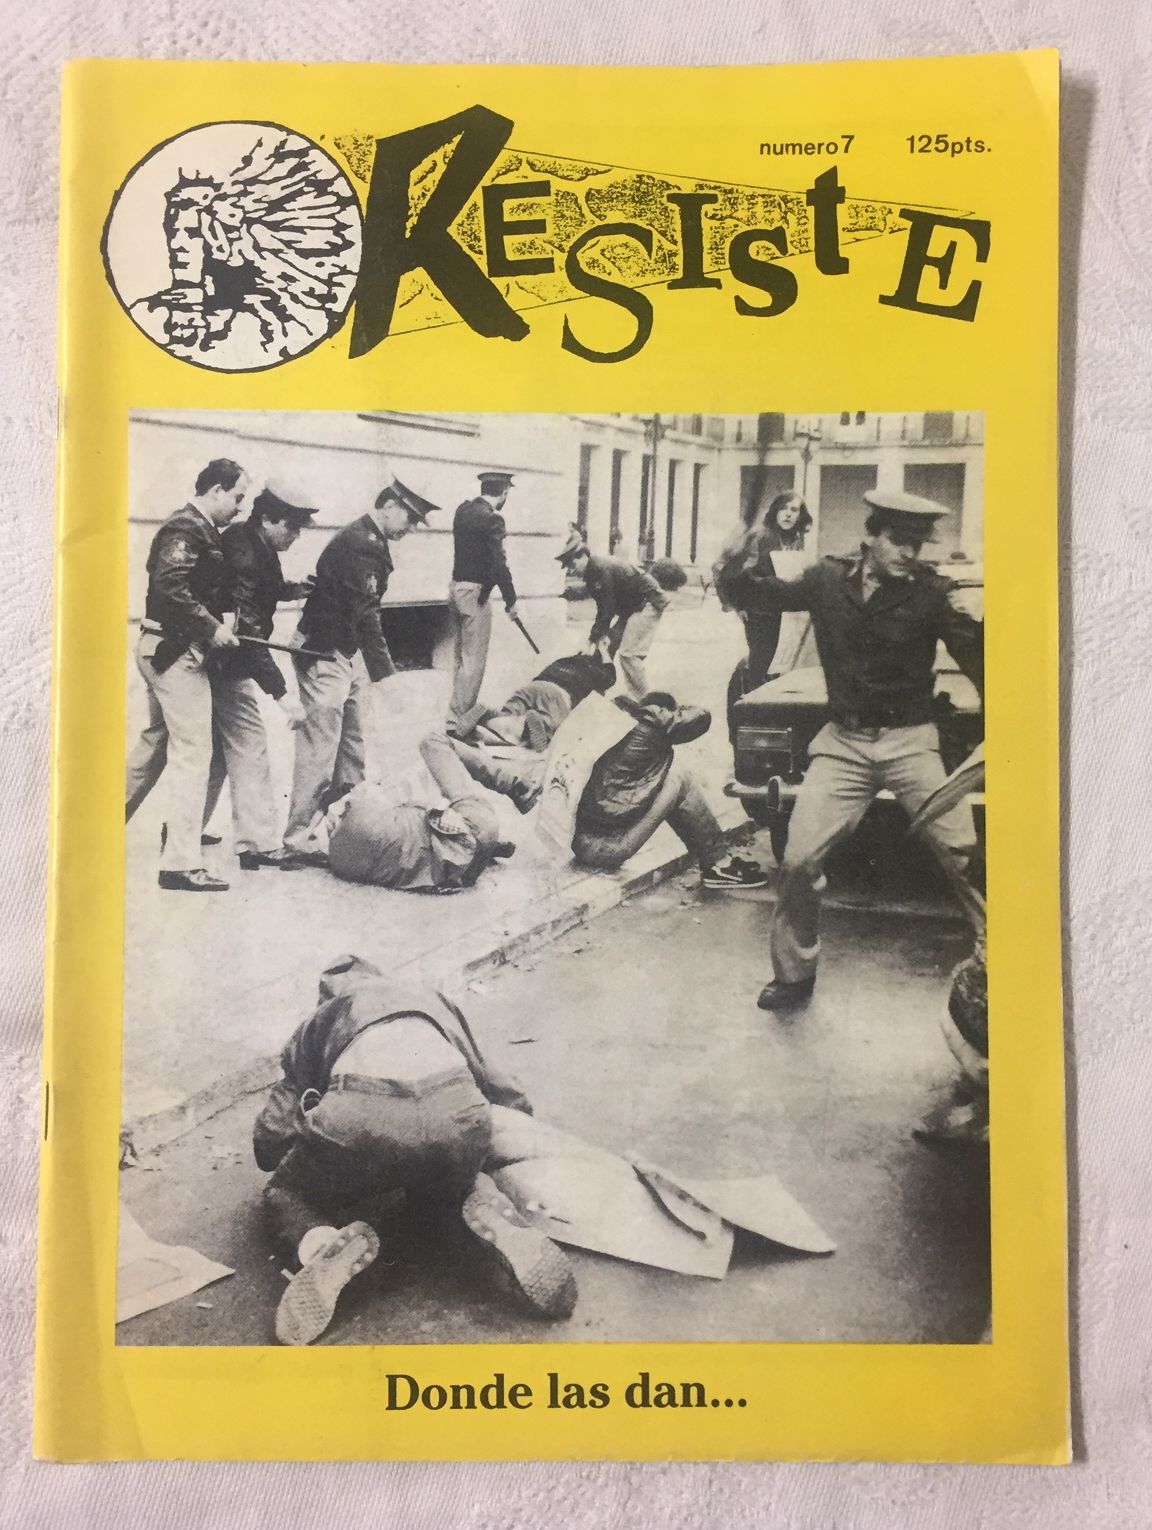 numero7 125pts.
RESIStE
Donde las dan...